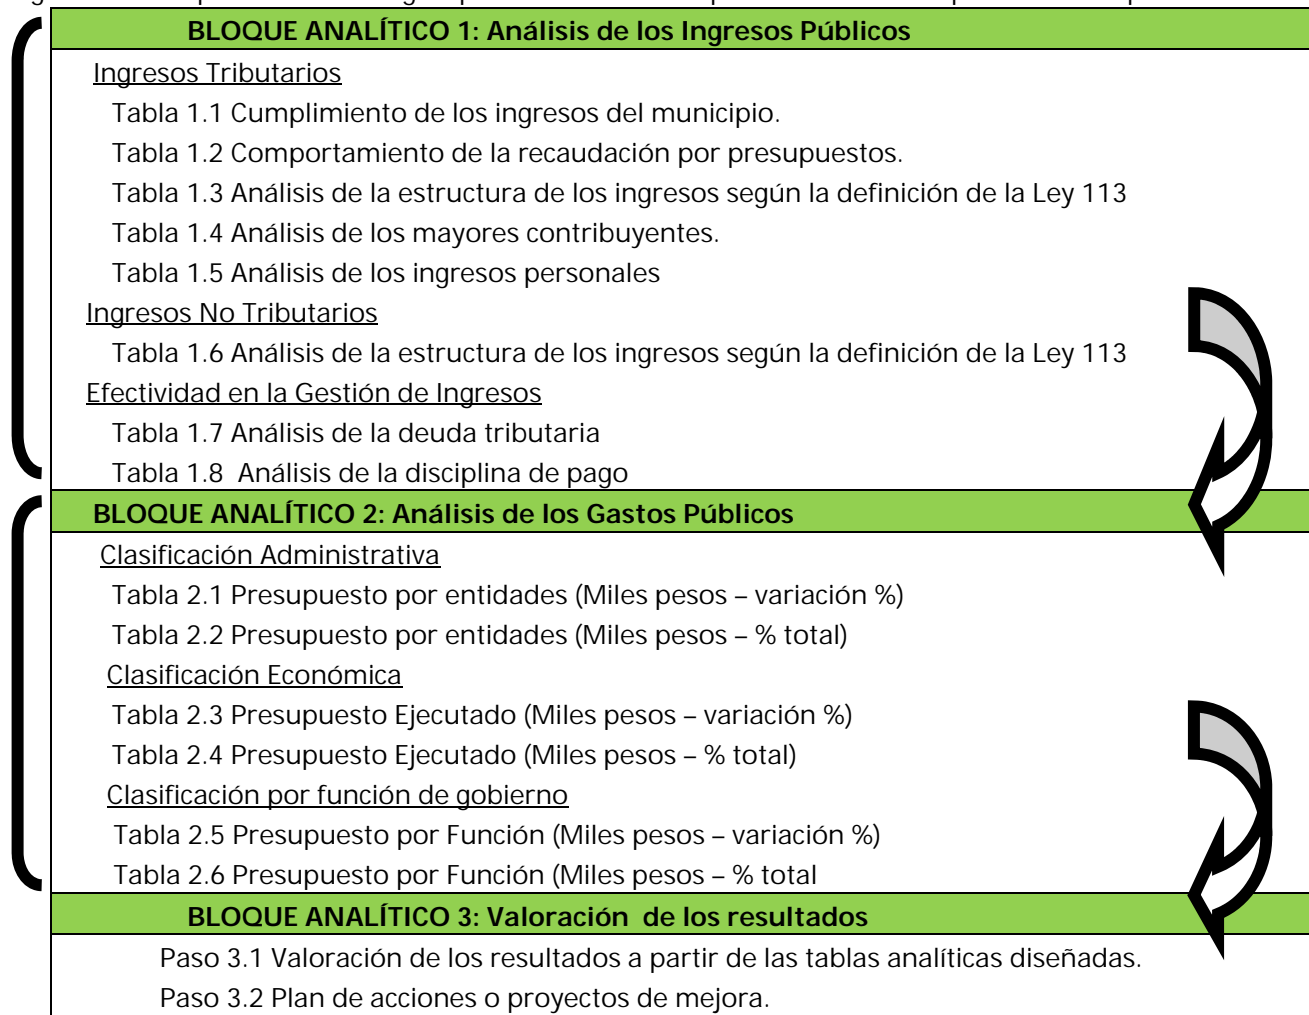 BLOQUE ANALÍTICO 1: Análisis de los Ingresos Públicos
Ingresos Tributarios
Tabla 1.1 Cumplimiento de los ingresos del municipio.
Tabla 1.2 Comportamiento de la recaudación por presupuestos.
Tabla 1.3 Análisis de la estructura de los ingresos según la definición de la Ley 113
Tabla 1.4 Análisis de los mayores contribuyentes.
Tabla 1.5 Análisis de los ingresos personales
Ingresos No Tributarios
Tabla 1.6 Análisis de la estructura de los ingresos según la definición de la Ley 113
Efectividad en la Gestión de Ingresos
Tabla 1.7 Análisis de la deuda tributaria
Tabla 1.8  Análisis de la disciplina de pago
BLOQUE ANALÍTICO 2: Análisis de los Gastos Públicos
Clasificación Administrativa
Tabla 2.1 Presupuesto por entidades (Miles pesos – variación %)
Tabla 2.2 Presupuesto por entidades (Miles pesos – % total)
Clasificación Económica
Tabla 2.3 Presupuesto Ejecutado (Miles pesos – variación %)
Tabla 2.4 Presupuesto Ejecutado (Miles pesos – % total)
Clasificación por función de gobierno
Tabla 2.5 Presupuesto por Función (Miles pesos – variación %)
Tabla 2.6 Presupuesto por Función (Miles pesos – % total
BLOQUE ANALÍTICO 3: Valoración  de los resultados
Paso 3.1 Valoración de los resultados a partir de las tablas analíticas diseñadas.
Paso 3.2 Plan de acciones o proyectos de mejora.